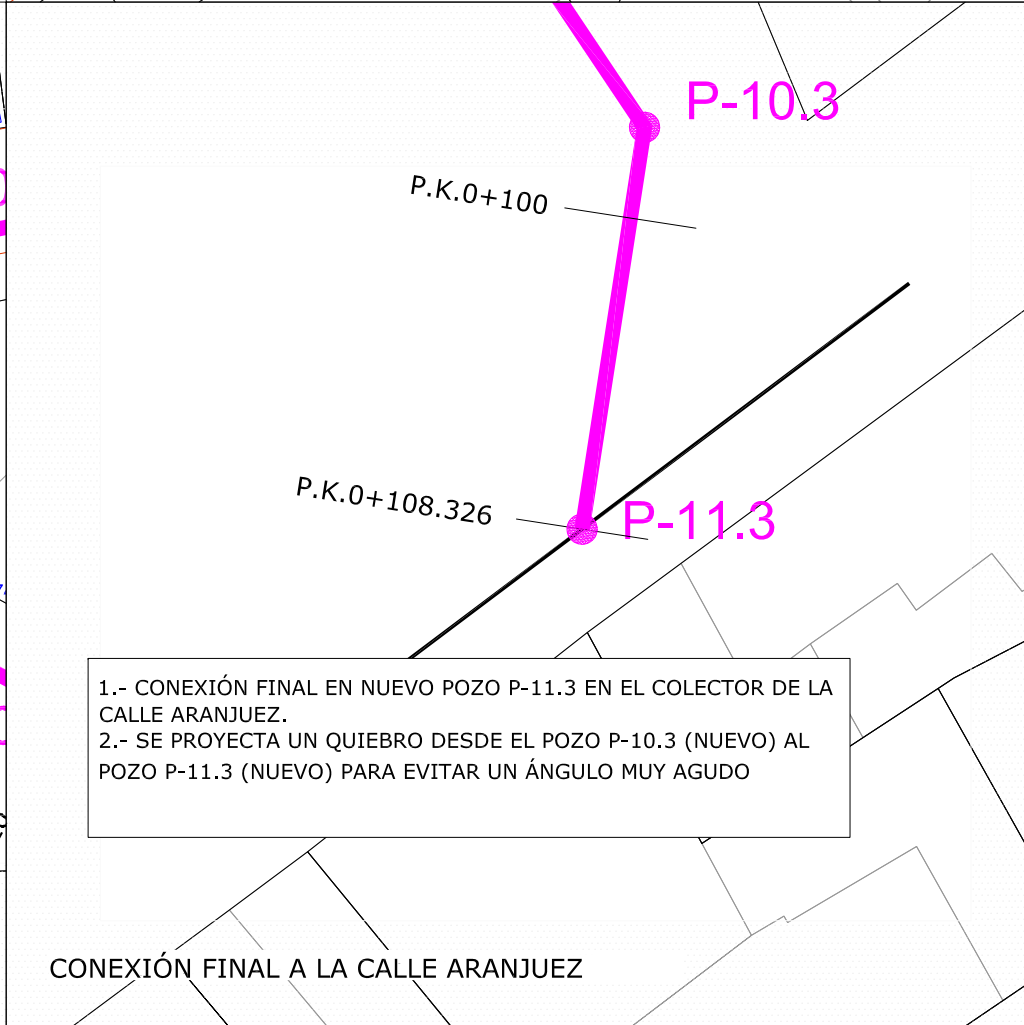 P-10.3
P.K.0+100
P.K.0+108.326
P-11.3
1.- CONEXIÓN FINAL EN NUEVO POZO P-11.3 EN EL COLECTOR DE LA
CALLE ARANJUEZ.
2.- SE PROYECTA UN QUIEBRO DESDE EL POZO P-10.3 (NUEVO) AL
POZO P-11.3 (NUEVO) PARA EVITAR UN ÁNGULO MUY AGUDO
CONEXIÓN FINAL A LA CALLE ARANJUEZ